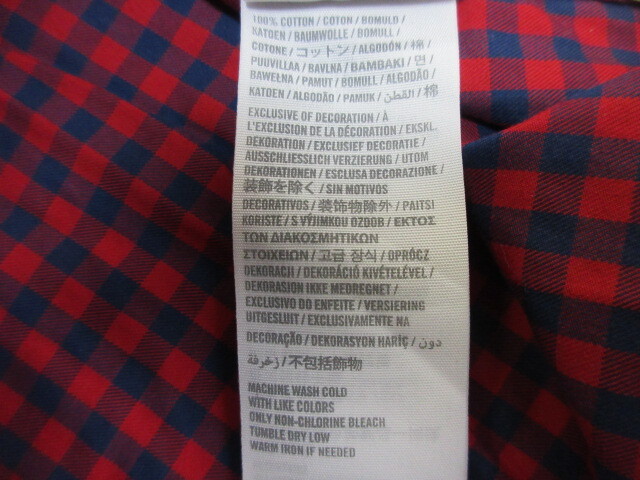 100% COTTON / COTON / BOMULD /
KATOEN / BAUMWOLLE / BOMULL /
COTONE / コットン / ALGODÓN / 棉 /
PUUVILLAA / BAVLNA / ΒΑΜΒΑΚΙ / 면 /
BAWEŁNA / PAMUT / BOMULL / ALGODÃO /
KATOEN / ALGODÃO / PAMUK / القطن / 棉
EXCLUSIVE OF DECORATION / À
L'EXCLUSION DE LA DÉCORATION / EKSKL.
DEKORATION / EXCLUSIEF DECORATIE /
AUSSCHLIESSLICH VERZIERUNG / UTOM
DEKORATIONEN / ESCLUSA DECORAZIONE /
装飾を除く / SIN MOTIVOS
DECORATIVOS / 装饰物除外 / PAITSI
KORISTE / S VÝJIMKOU OZDOB / ΕΚΤΟΣ
ΤΩΝ ΔΙΑΚΟΣΜΗΤΙΚΩΝ
ΣΤΟΙΧΕΙΩΝ / 고급 장식 / OPRÓCZ
DEKORACJI / DEKORÁCIÓ KIVÉTELÉVEL /
DEKORASJON IKKE MEDREGNET /
EXCLUSIVO DO ENFEITE / VERSIERING
UITGESLUIT / EXCLUSIVAMENTE NA
DECORAÇÃO / DEKORASYON HARİÇ / دون
زخرفة / 不包括飾物
MACHINE WASH COLD
WITH LIKE COLORS
ONLY NON-CHLORINE BLEACH
TUMBLE DRY LOW
WARM IRON IF NEEDED